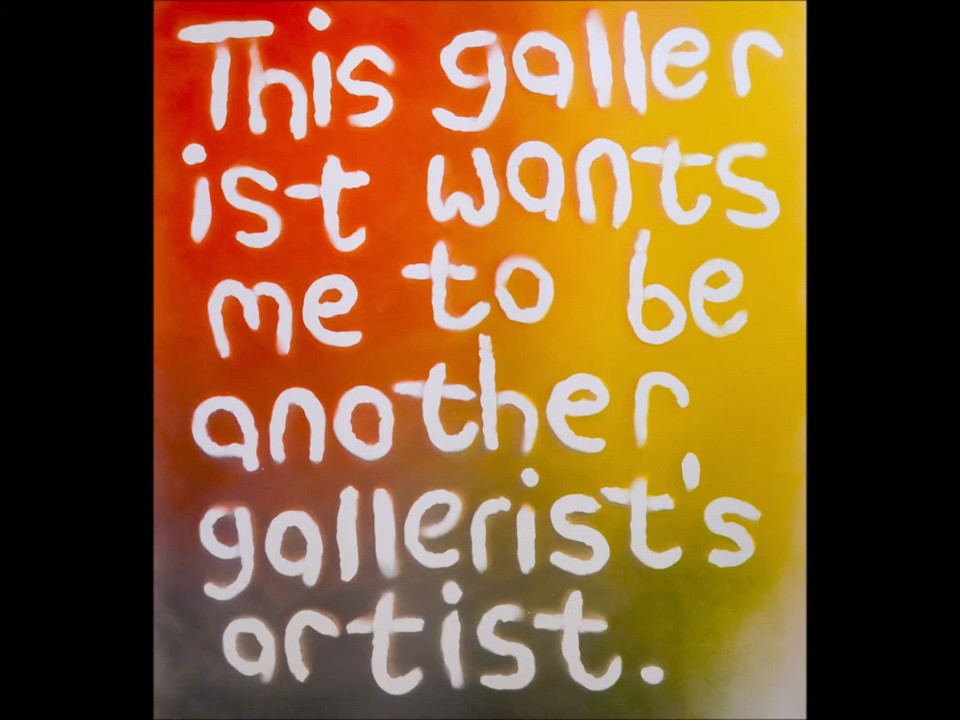 This galler
ist wants
me to be
another
gallerist's
artist.